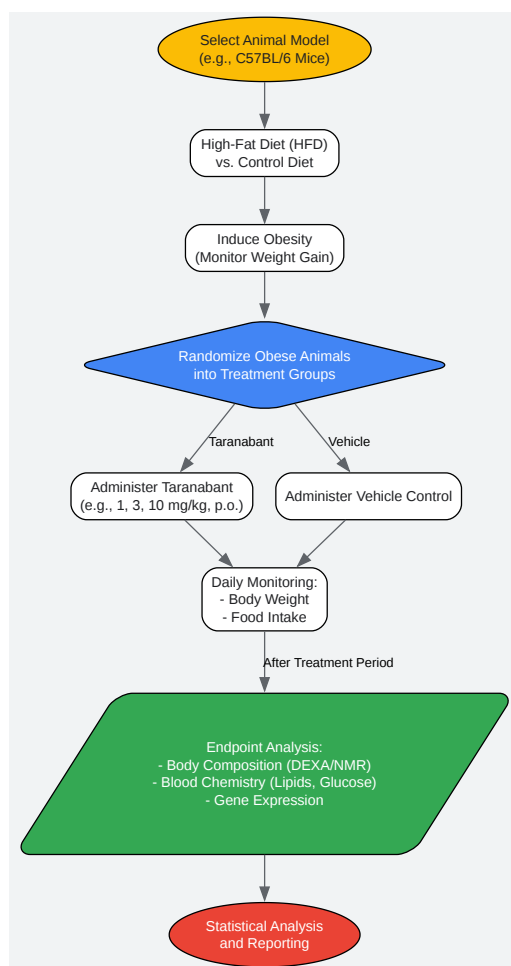 Select Animal Model
(e.g., C57BL/6 Mice)
High-Fat Diet (HFD)
vs. Control Diet
Induce Obesity
(Monitor Weight Gain)
Randomize Obese Animals
into Treatment Groups
Taranabant
Vehicle
Administer Taranabant
(e.g., 1, 3, 10 mg/kg, p.o.)
Administer Vehicle Control
Daily Monitoring:
- Body Weight
- Food Intake
After Treatment Period
Endpoint Analysis:
- Body Composition (DEXA/NMR)
- Blood Chemistry (Lipids, Glucose)
- Gene Expression
Statistical Analysis
and Reporting